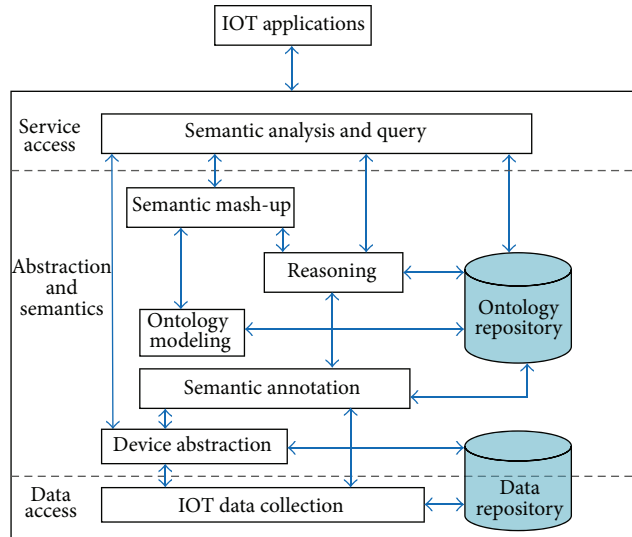 IOT applications
Service
access
Semantic analysis and query
Semantic mash-up
Abstraction
and
semantics
Reasoning
Ontology
repository
Ontology
modeling
Semantic annotation
Device abstraction
Data
access
IOT data collection
Data
repository